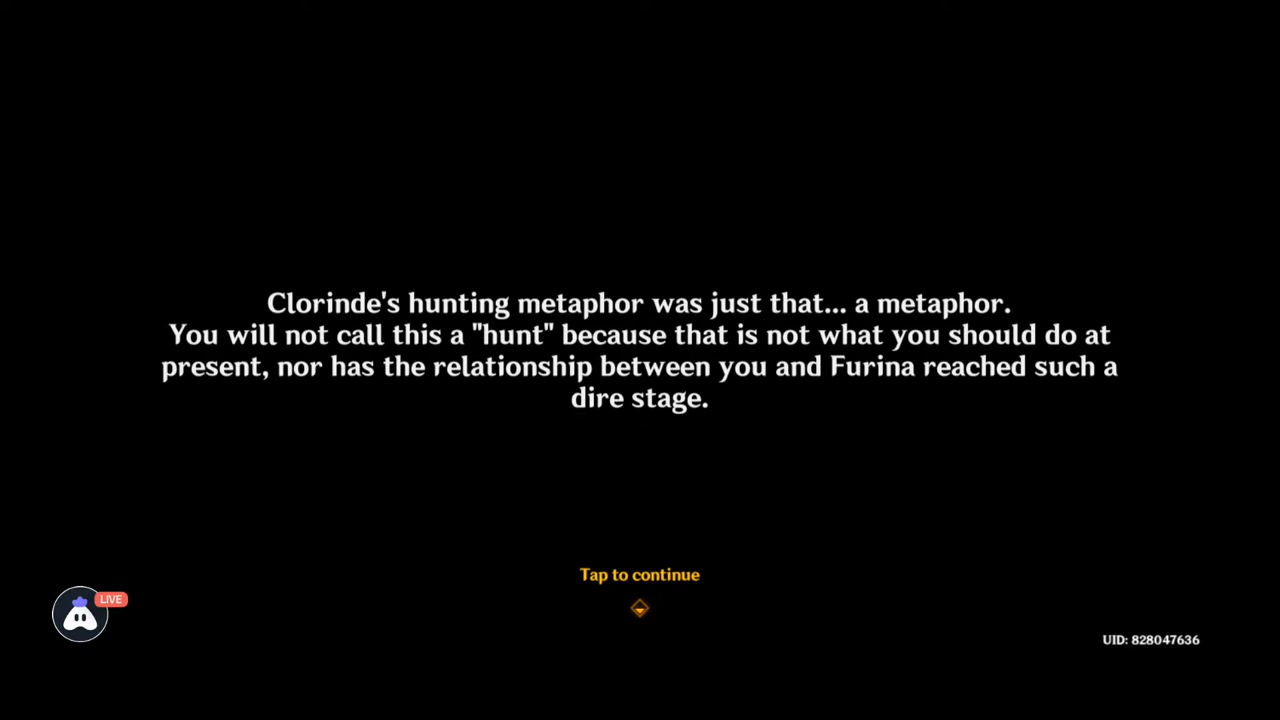 Clorinde's hunting metaphor was just that... a metaphor.
You will not call this a "hunt" because that is not what you should do at
present, nor has the relationship between you and Furina reached such a
dire stage.
Tap to continue
LIVE
UID: 828047636